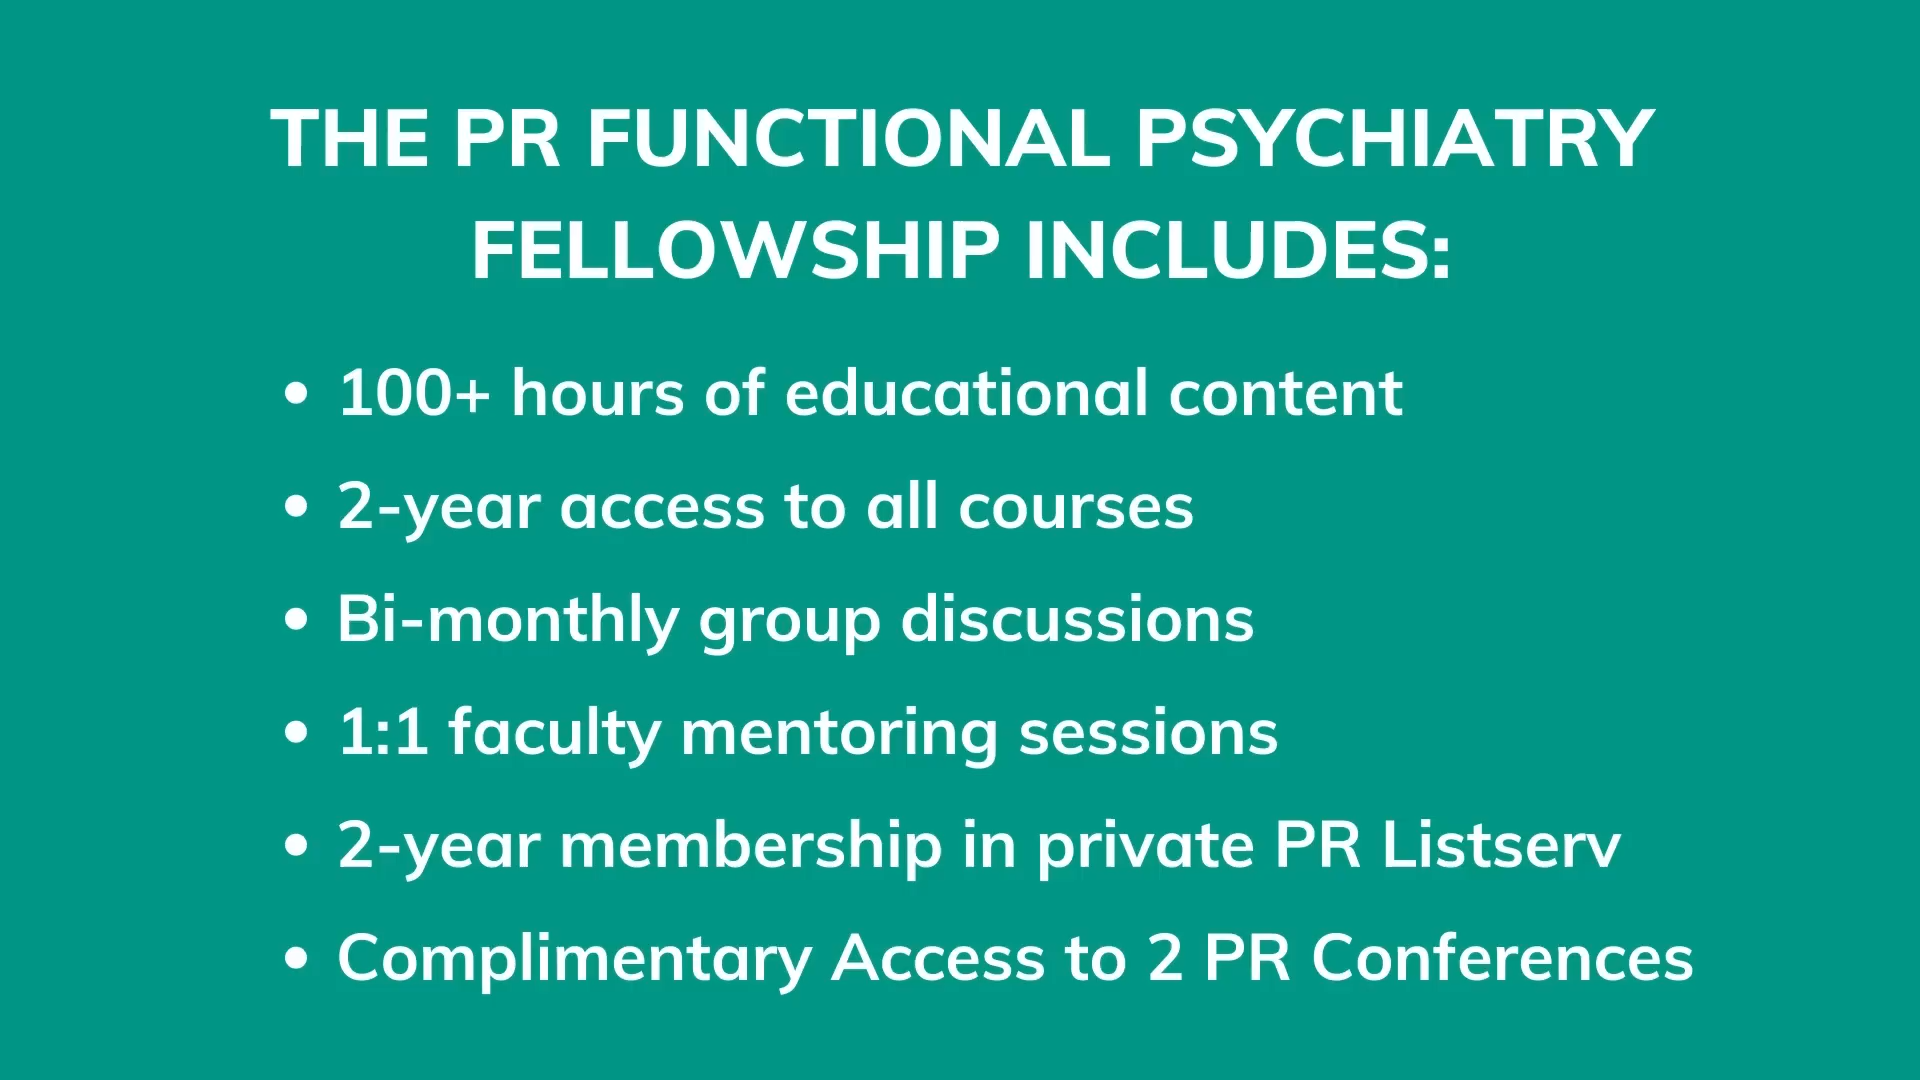 THE PR FUNCTIONAL PSYCHIATRY
FELLOWSHIP INCLUDES:
• 100+ hours of educational content
• 2-year access to all courses
• Bi-monthly group discussions
• 1:1 faculty mentoring sessions
• 2-year membership in private PR Listserv
• Complimentary Access to 2 PR Conferences